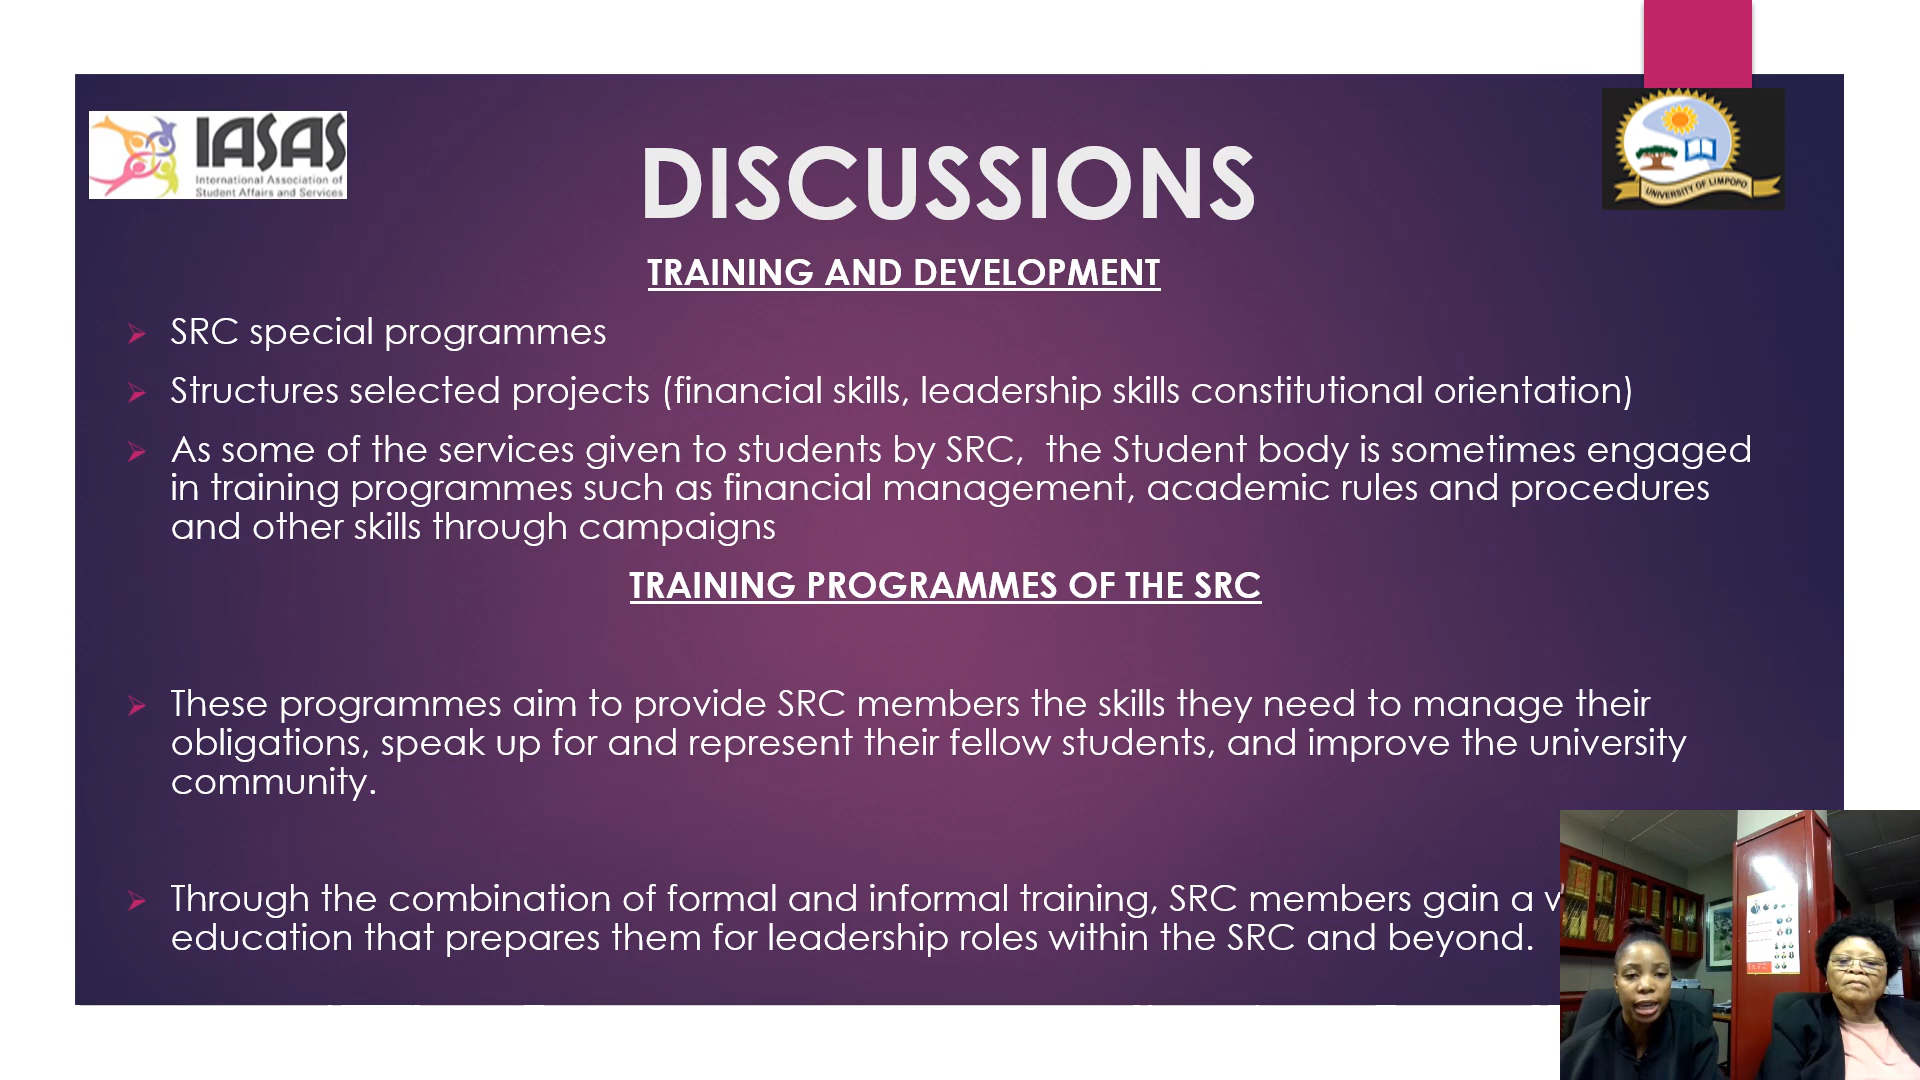 IASAS
International Association of
Student Affairs and Services
UNIVERSITY OF LIMPOPO
DISCUSSIONS
TRAINING AND DEVELOPMENT
SRC special programmes
Structures selected projects (financial skills, leadership skills constitutional orientation)
As some of the services given to students by SRC, the Student body is sometimes engaged
in training programmes such as financial management, academic rules and procedures
and other skills through campaigns
TRAINING PROGRAMMES OF THE SRC
These programmes aim to provide SRC members the skills they need to manage their
obligations, speak up for and represent their fellow students, and improve the university
community.
Through the combination of formal and informal training, SRC members gain a
education that prepares them for leadership roles within the SRC and beyond.